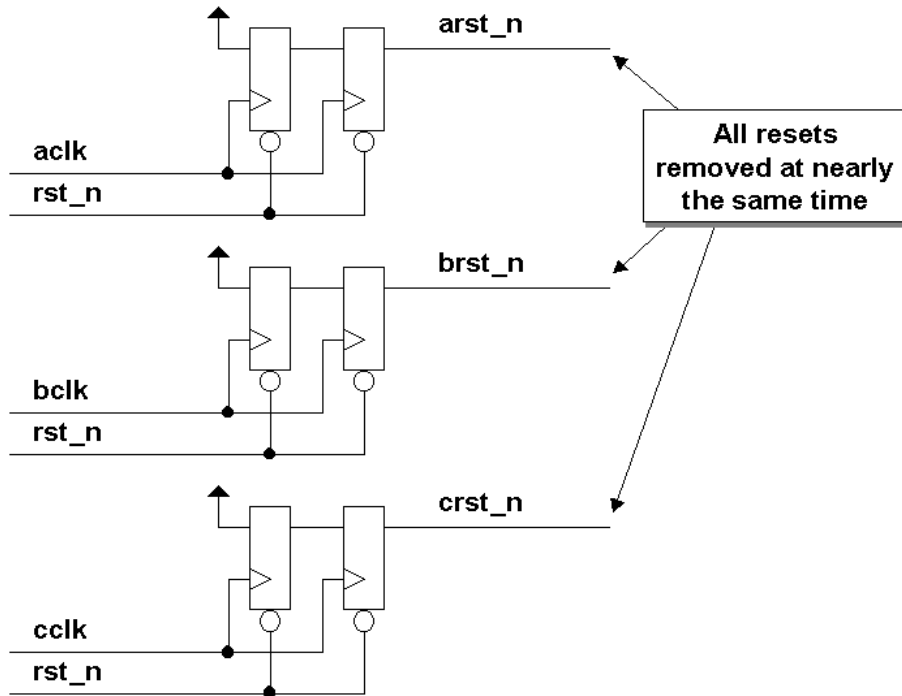 arst_n
aclk
rst_n
All resets
removed at nearly
the same time
brst_n
bclk
rst_n
crst_n
cclk
rst_n